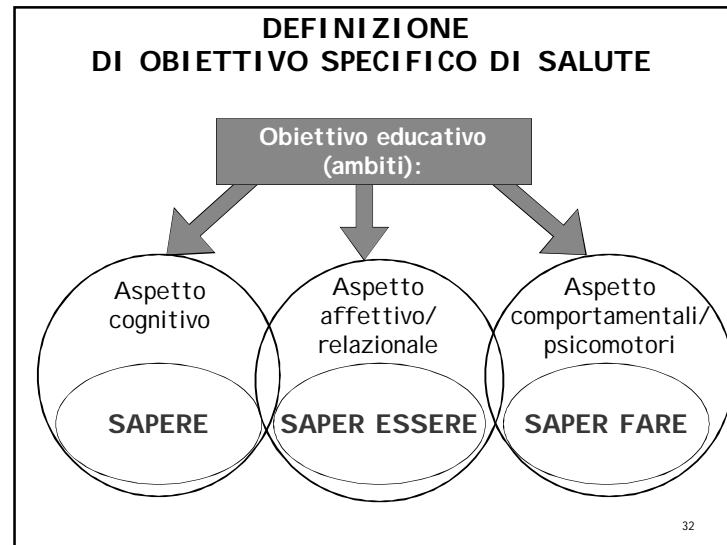 DEFINIZIONE
DI OBIETTIVO SPECIFICO DI SALUTE
Obiettivo educativo
(ambiti):
Aspetto
cognitivo
SAPERE
Aspetto
affettivo/
relazionale
SAPER ESSERE
Aspetto
comportamentali/
psicomotori
SAPER FARE
32